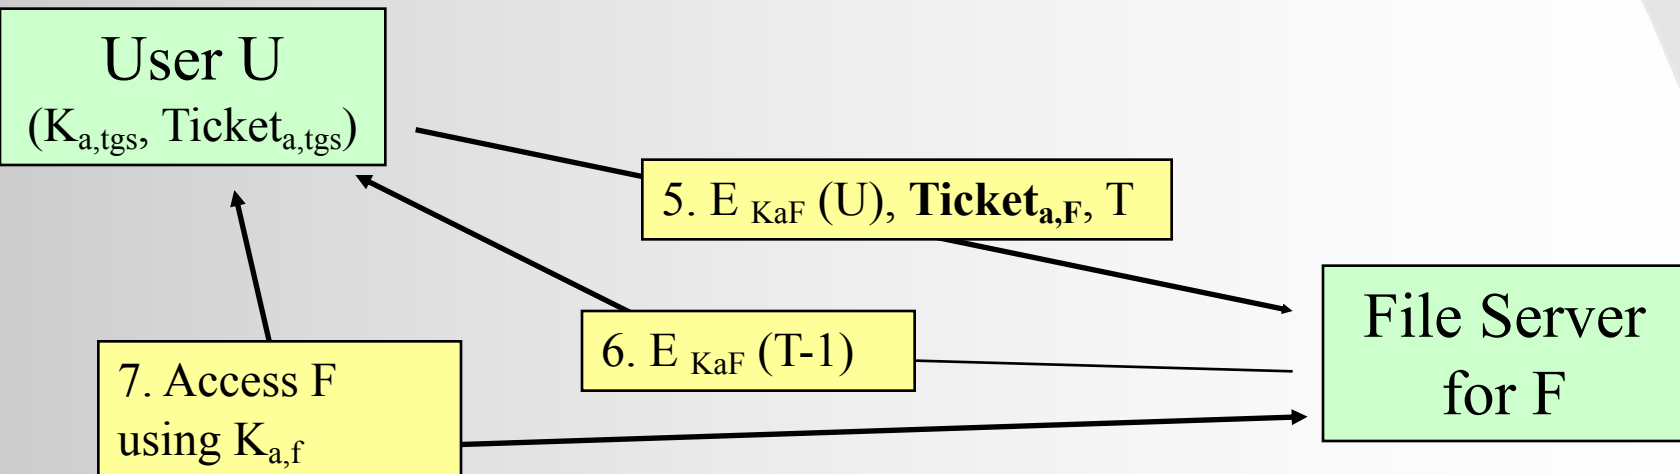 User U
(Ka,tgs, Ticketa,tgs)
5. E KaF (U), Ticketa,F, T
6. E KaF (T-1)
File Server
for F
7. Access F
using Ka,f